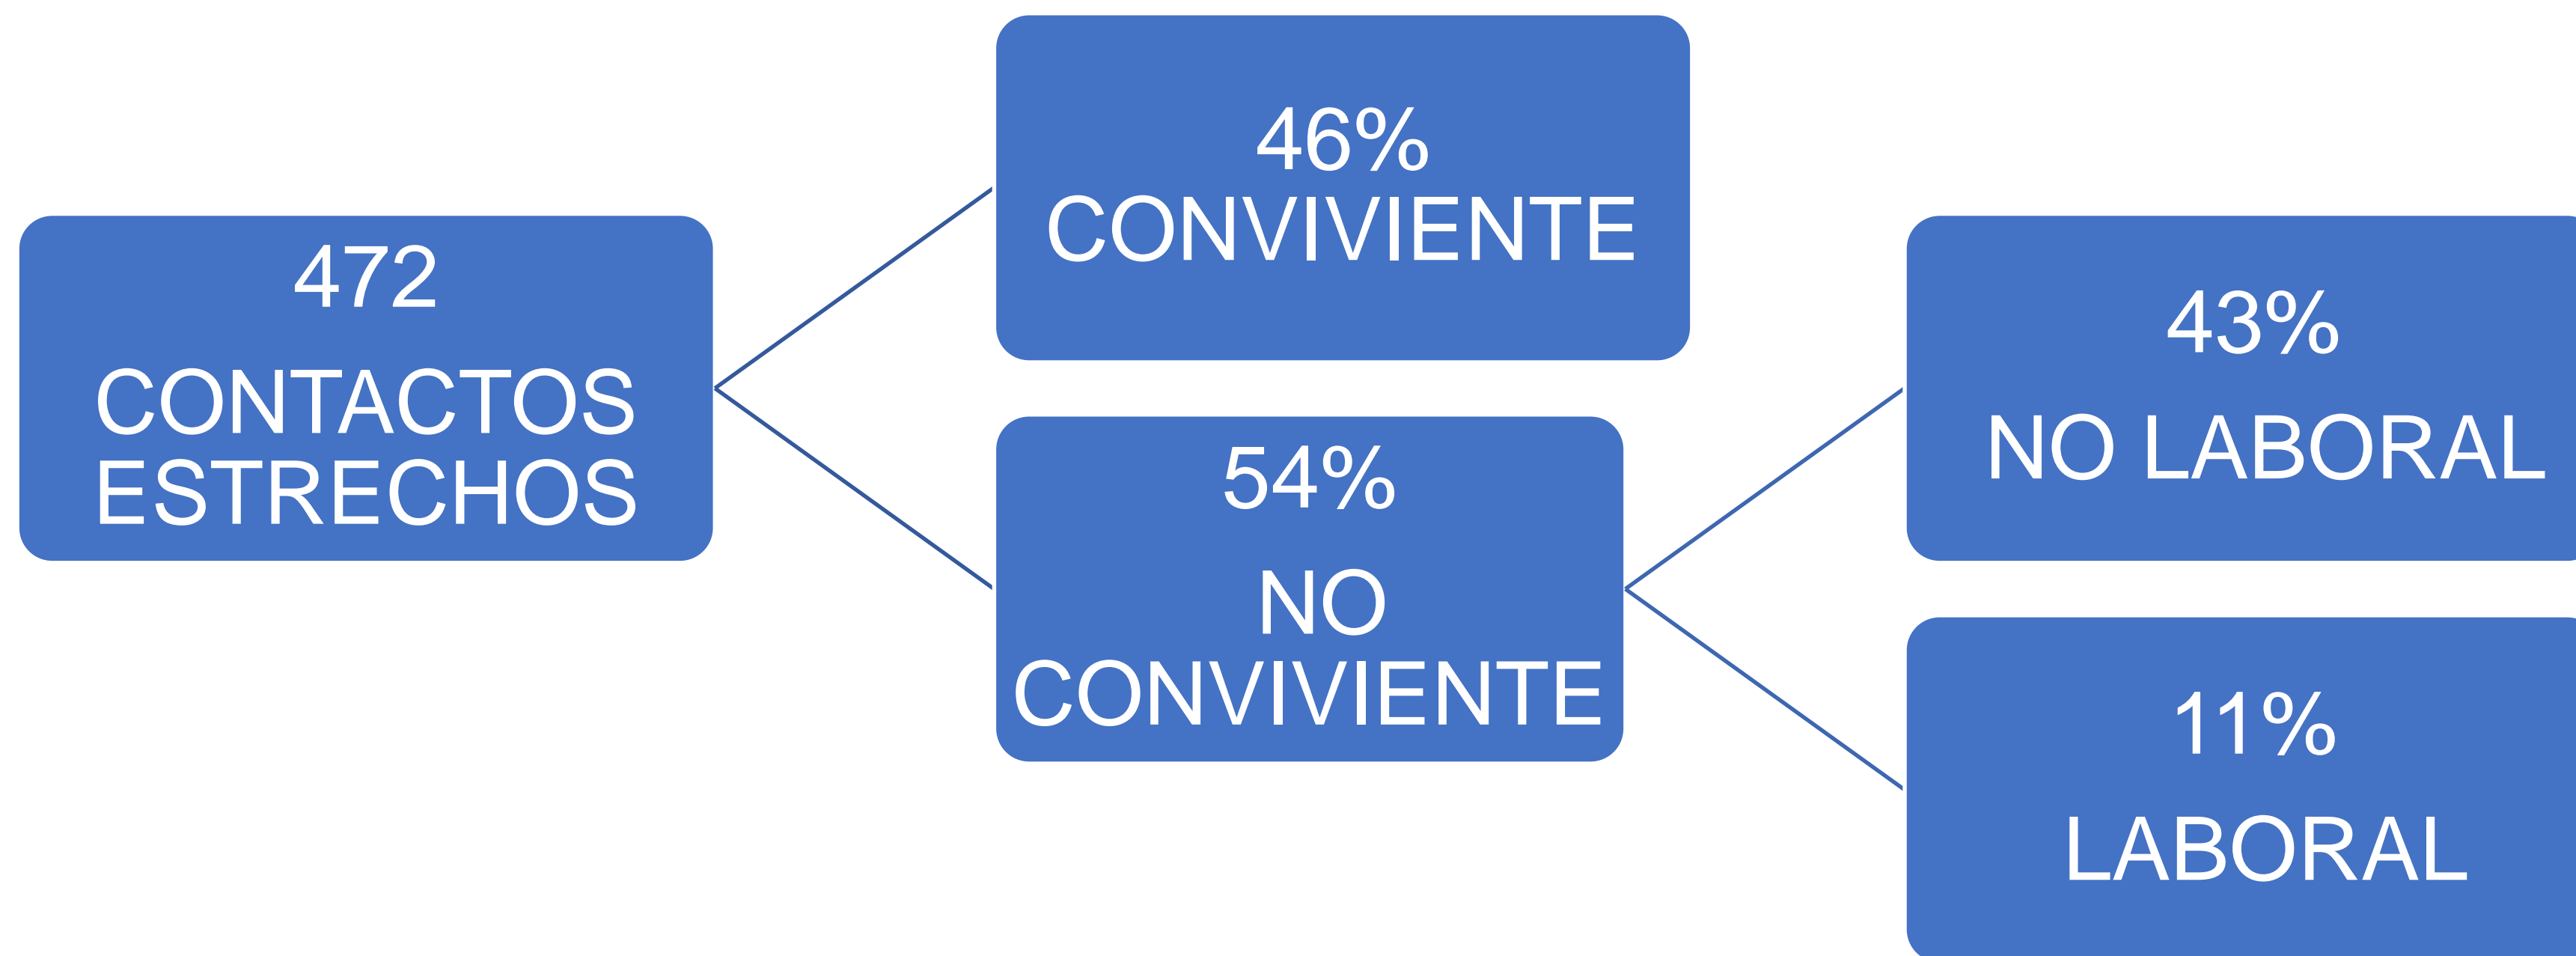 472
CONTACTOS
ESTRECHOS
46%
CONVIVIENTE
54%
NO
CONVIVIENTE
43%
NO LABORAL
11%
LABORAL